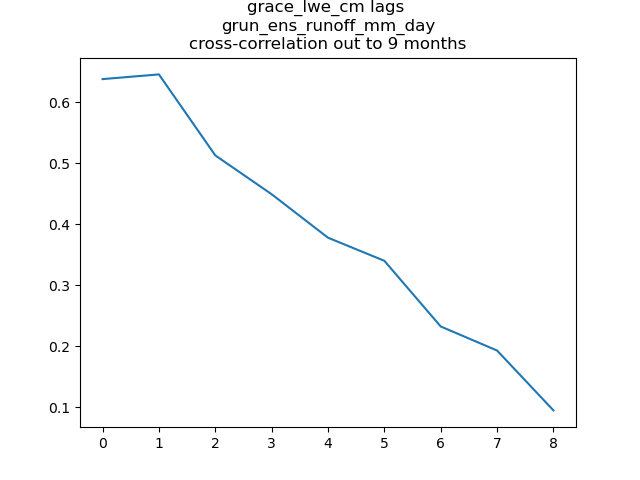 grace_lwe_cm lags
grun_ens_runoff_mm_day
cross-correlation out to 9 months
0.6
0.5
0.4
0.3
0.2
0.1
0 1 2 3 4 5 6 7 8